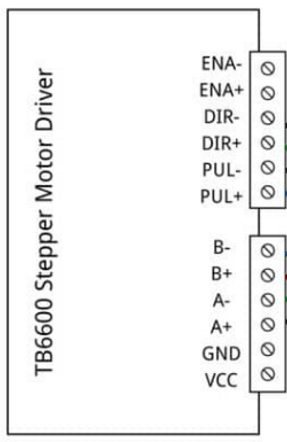 TB6600 Stepper Motor Driver
ENA-
ENA+
DIR-
DIR+
PUL-
PUL+
B-
B+
A-
A+
GND
VCC